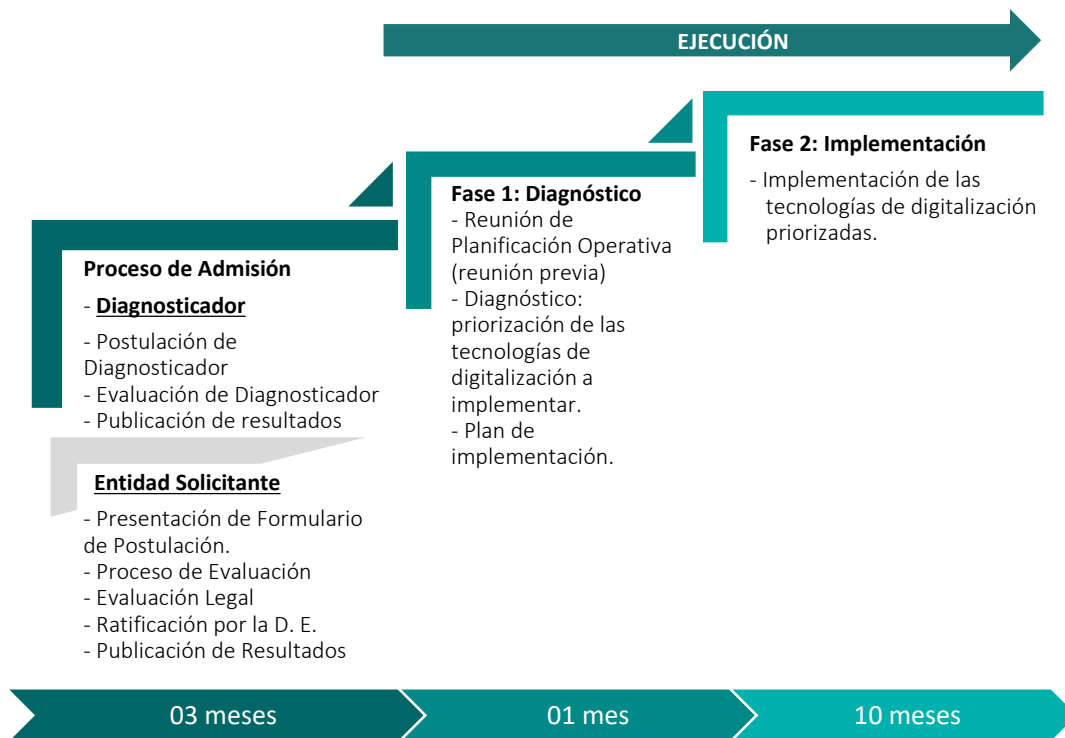 EJECUCIÓN
Proceso de Admisión
- Diagnosticador
- Postulación de
Diagnosticador
- Evaluación de Diagnosticador
- Publicación de resultados
Entidad Solicitante
- Presentación de Formulario
de Postulación.
- Proceso de Evaluación
- Evaluación Legal
- Ratificación por la D. E.
- Publicación de Resultados
Fase 1: Diagnóstico
- Reunión de
Planificación Operativa
(reunión previa)
- Diagnóstico:
priorización de las
tecnologías de
digitalización a
implementar.
- Plan de
implementación.
Fase 2: Implementación
- Implementación de las
tecnologías de digitalización
priorizadas.
03 meses
01 mes
10 meses